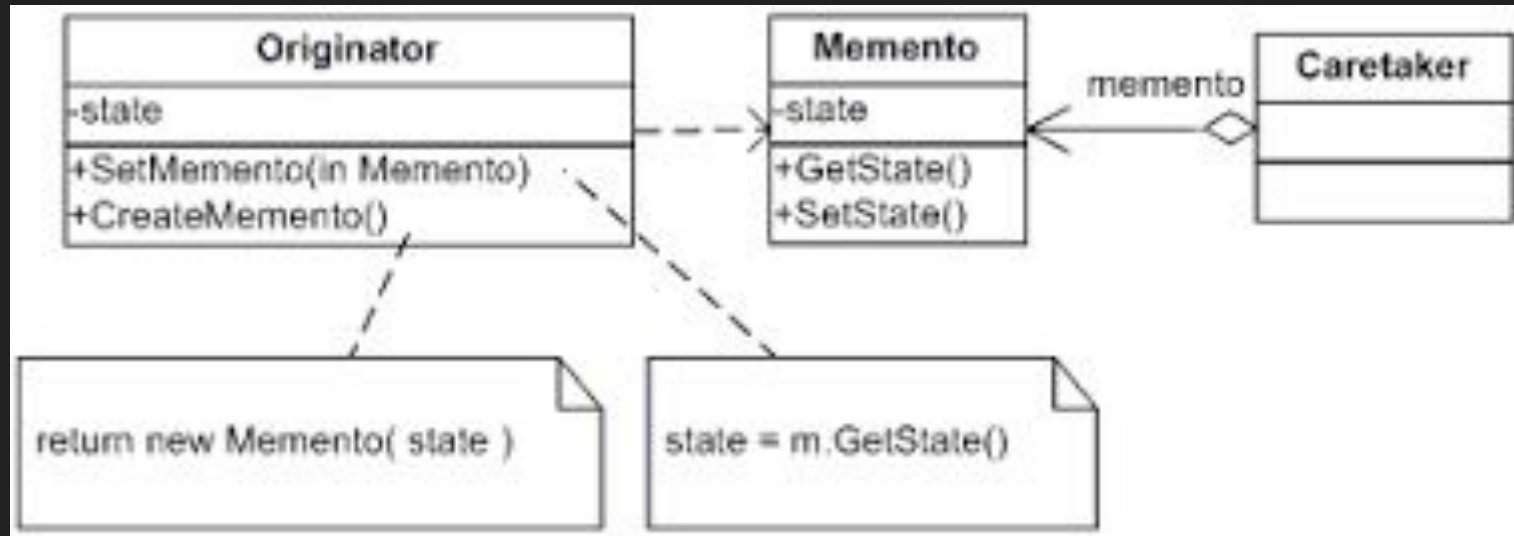 Originator
-state
+SetMemento(in Memento)
+CreateMemento()
Memento
-state
+GetState()
+SetState()
memento
Caretaker
return new Memento( state )
state = m.GetState()